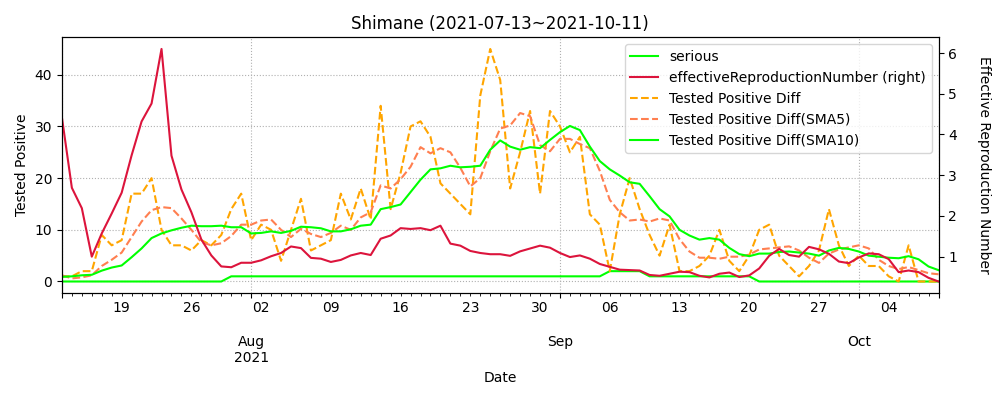 Shimane (2021-07-13~2021-10-11)
serious
effectiveReproductionNumber (right)
Tested Positive Diff
Tested Positive Diff(SMA5)
Tested Positive Diff(SMA10)
Tested Positive
40
30
20
10
0
6
5
4
3
2
1
Effective Reproduction Number
19 26 02 09 16 23 30 06 13 20 27 04
Aug Sep Oct
2021
Date